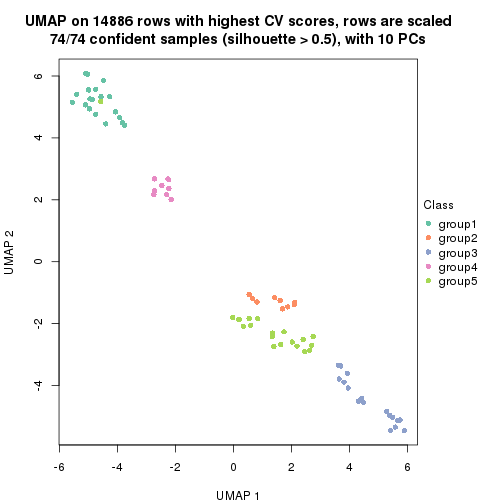 UMAP on 14886 rows with highest CV scores, rows are scaled
74/74 confident samples (silhouette > 0.5), with 10 PCs
UMAP 2
6
4
2
0
-2
-4
-6
-4
-2
0
2
4
6
UMAP 1
Class
group1
group2
group3
group4
group5